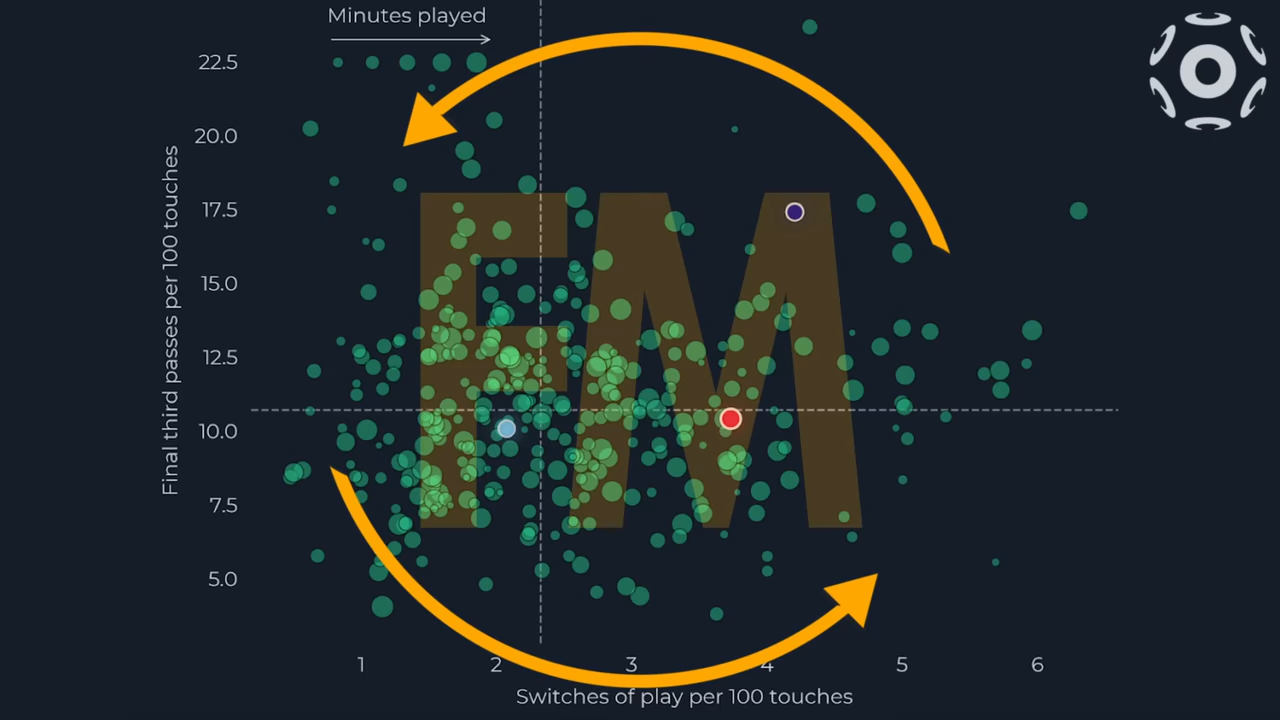 Minutes played
22.5
20.0
17.5
15.0
12.5
10.0
7.5
5.0
Final third passes per 100 touches
FM
1 2 3 4 5 6
Switches of play per 100 touches